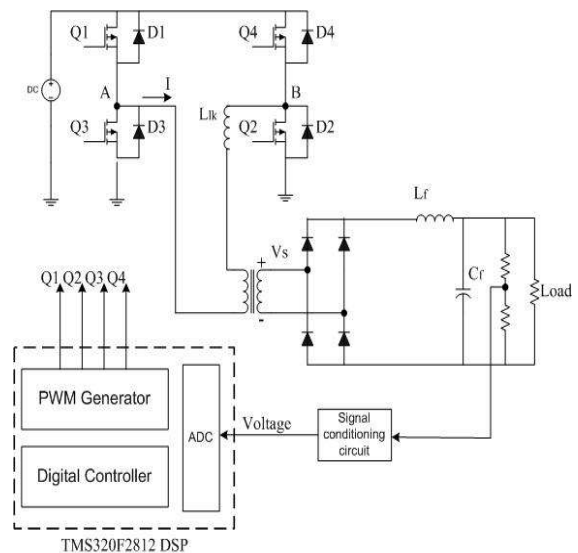 Q1 D1 Q4 D4
DC
+
-
A I B
Llk
Q3 D3 Q2 D2
Lf
Vs
+
Q1 Q2 Q3 Q4
Cf
Load
-
PWM Generator
ADC
Voltage
Signal
conditioning
circuit
Digital Controller
TMS320F2812 DSP